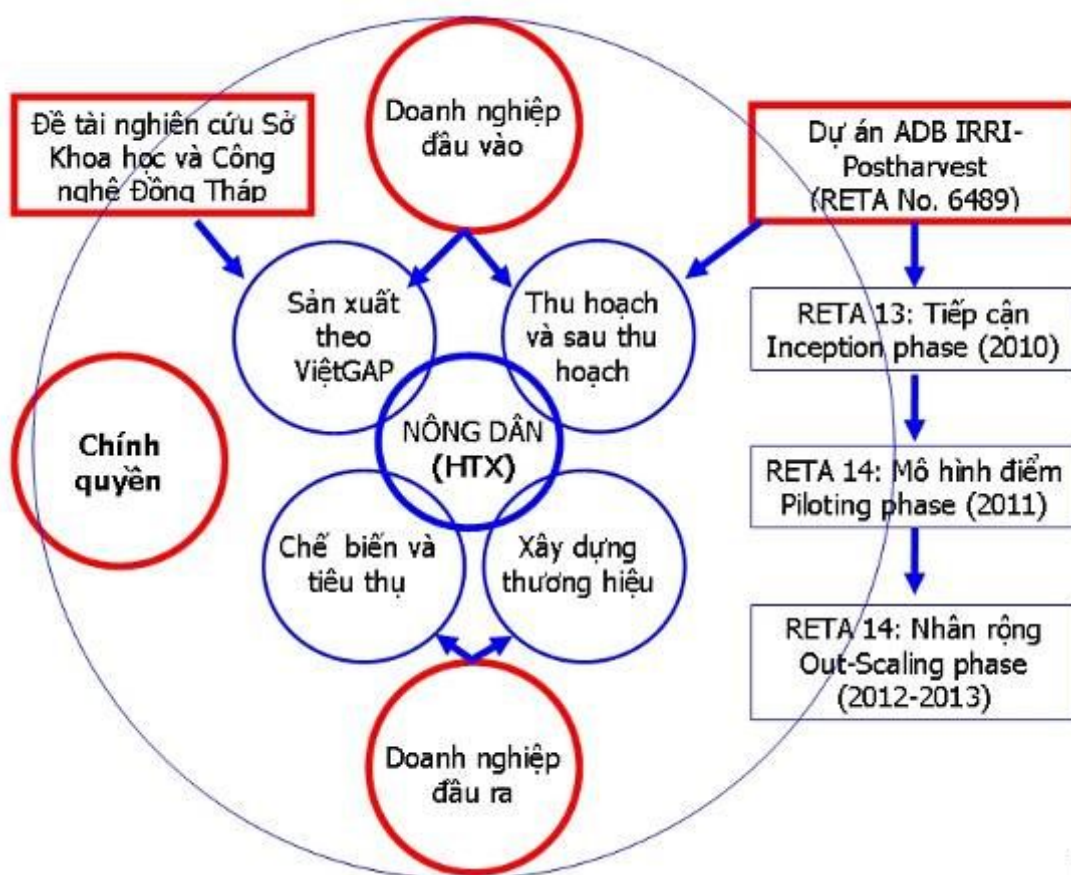 Doanh nghiệp
đầu vào
Đề tài nghiên cứu Sở
Khoa học và Công
nghệ Đồng Tháp
Dự án ADB IRRI-
Postharvest
(RETA No. 6489)
Sản xuất
theo
ViệtGAP
Thu hoạch
và sau thu
hoạch
RETA 13: Tiếp cận
Inception phase (2010)
Chính
quyền
NÔNG DÂN
(HTX)
RETA 14: Mô hình điểm
Piloting phase (2011)
Chế biến và
tiêu thụ
Xây dựng
thương hiệu
RETA 14: Nhân rộng
Out-Scaling phase
(2012-2013)
Doanh nghiệp
đầu ra